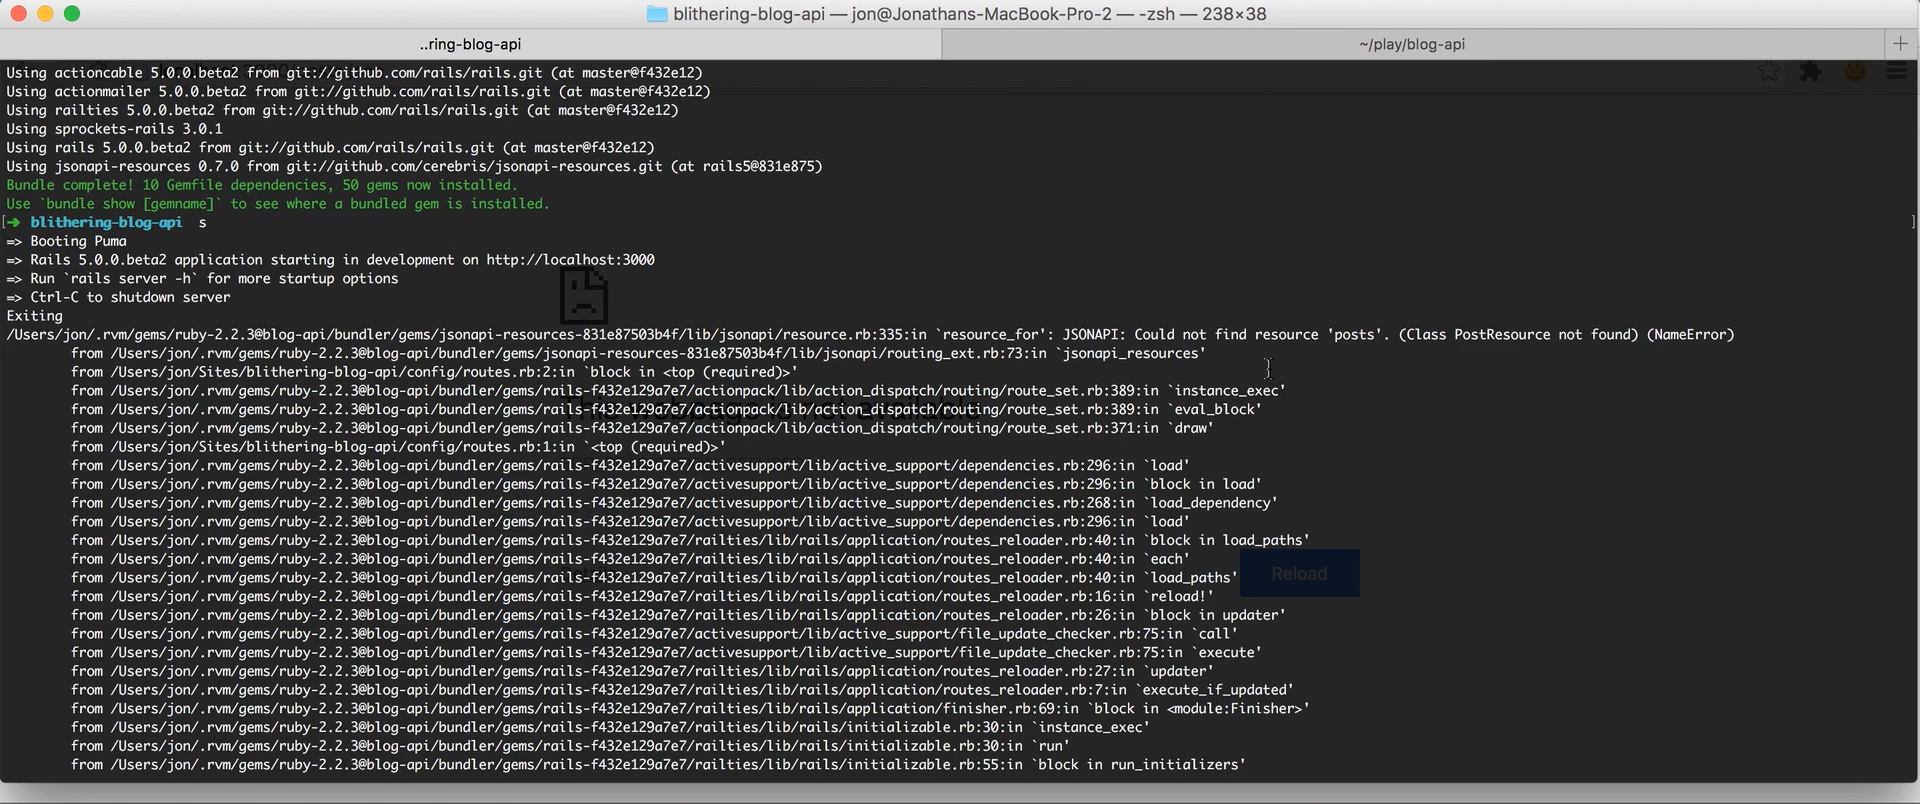 blithering-blog-api — jon@Jonathans-MacBook-Pro-2 — -zsh — 238×38
..ring-blog-api
~/play/blog-api
Using actioncable 5.0.0.beta2 from git://github.com/rails/rails.git (at master@f432e12)
Using actionmailer 5.0.0.beta2 from git://github.com/rails/rails.git (at master@f432e12)
Using railties 5.0.0.beta2 from git://github.com/rails/rails.git (at master@f432e12)
Using sprockets-rails 3.0.1
Using rails 5.0.0.beta2 from git://github.com/rails/rails.git (at master@f432e12)
Using jsonapi-resources 0.7.0 from git://github.com/cerebris/jsonapi-resources.git (at rails5@831e875)
Bundle complete! 10 Gemfile dependencies, 50 gems now installed.
Use `bundle show [gemname]` to see where a bundled gem is installed.
[➜ blithering-blog-api s ]
=> Booting Puma
=> Rails 5.0.0.beta2 application starting in development on http://localhost:3000
=> Run `rails server -h` for more startup options
=> Ctrl-C to shutdown server
Exiting
/Users/jon/.rvm/gems/ruby-2.2.3@blog-api/bundler/gems/jsonapi-resources-831e87503b4f/lib/jsonapi/resource.rb:335:in `resource_for': JSONAPI: Could not find resource 'posts'. (Class PostResource not found) (NameError)
from /Users/jon/.rvm/gems/ruby-2.2.3@blog-api/bundler/gems/jsonapi-resources-831e87503b4f/lib/jsonapi/routing_ext.rb:73:in `jsonapi_resources'
from /Users/jon/Sites/blithering-blog-api/config/routes.rb:2:in `block in <top (required)>'
from /Users/jon/.rvm/gems/ruby-2.2.3@blog-api/bundler/gems/rails-f432e129a7e7/actionpack/lib/action_dispatch/routing/route_set.rb:389:in `instance_exec'
from /Users/jon/.rvm/gems/ruby-2.2.3@blog-api/bundler/gems/rails-f432e129a7e7/actionpack/lib/action_dispatch/routing/route_set.rb:389:in `eval_block'
This webpage is not available
from /Users/jon/.rvm/gems/ruby-2.2.3@blog-api/bundler/gems/rails-f432e129a7e7/actionpack/lib/action_dispatch/routing/route_set.rb:371:in `draw'
from /Users/jon/Sites/blithering-blog-api/config/routes.rb:1:in `<top (required)>'
from /Users/jon/.rvm/gems/ruby-2.2.3@blog-api/bundler/gems/rails-f432e129a7e7/activesupport/lib/active_support/dependencies.rb:296:in `load'
from /Users/jon/.rvm/gems/ruby-2.2.3@blog-api/bundler/gems/rails-f432e129a7e7/activesupport/lib/active_support/dependencies.rb:296:in `block in load'
from /Users/jon/.rvm/gems/ruby-2.2.3@blog-api/bundler/gems/rails-f432e129a7e7/activesupport/lib/active_support/dependencies.rb:268:in `load_dependency'
from /Users/jon/.rvm/gems/ruby-2.2.3@blog-api/bundler/gems/rails-f432e129a7e7/activesupport/lib/active_support/dependencies.rb:296:in `load'
from /Users/jon/.rvm/gems/ruby-2.2.3@blog-api/bundler/gems/rails-f432e129a7e7/railties/lib/rails/application/routes_reloader.rb:40:in `block in load_paths'
from /Users/jon/.rvm/gems/ruby-2.2.3@blog-api/bundler/gems/rails-f432e129a7e7/railties/lib/rails/application/routes_reloader.rb:40:in `each'
from /Users/jon/.rvm/gems/ruby-2.2.3@blog-api/bundler/gems/rails-f432e129a7e7/railties/lib/rails/application/routes_reloader.rb:40:in `load_paths'
Reload
from /Users/jon/.rvm/gems/ruby-2.2.3@blog-api/bundler/gems/rails-f432e129a7e7/railties/lib/rails/application/routes_reloader.rb:16:in `reload!'
from /Users/jon/.rvm/gems/ruby-2.2.3@blog-api/bundler/gems/rails-f432e129a7e7/railties/lib/rails/application/routes_reloader.rb:26:in `block in updater'
from /Users/jon/.rvm/gems/ruby-2.2.3@blog-api/bundler/gems/rails-f432e129a7e7/activesupport/lib/active_support/file_update_checker.rb:75:in `call'
from /Users/jon/.rvm/gems/ruby-2.2.3@blog-api/bundler/gems/rails-f432e129a7e7/activesupport/lib/active_support/file_update_checker.rb:75:in `execute'
from /Users/jon/.rvm/gems/ruby-2.2.3@blog-api/bundler/gems/rails-f432e129a7e7/railties/lib/rails/application/routes_reloader.rb:27:in `updater'
from /Users/jon/.rvm/gems/ruby-2.2.3@blog-api/bundler/gems/rails-f432e129a7e7/railties/lib/rails/application/routes_reloader.rb:7:in `execute_if_updated'
from /Users/jon/.rvm/gems/ruby-2.2.3@blog-api/bundler/gems/rails-f432e129a7e7/railties/lib/rails/application/finisher.rb:69:in `block in <module:Finisher>'
from /Users/jon/.rvm/gems/ruby-2.2.3@blog-api/bundler/gems/rails-f432e129a7e7/railties/lib/rails/initializable.rb:30:in `instance_exec'
from /Users/jon/.rvm/gems/ruby-2.2.3@blog-api/bundler/gems/rails-f432e129a7e7/railties/lib/rails/initializable.rb:30:in `run'
from /Users/jon/.rvm/gems/ruby-2.2.3@blog-api/bundler/gems/rails-f432e129a7e7/railties/lib/rails/initializable.rb:55:in `block in run_initializers'